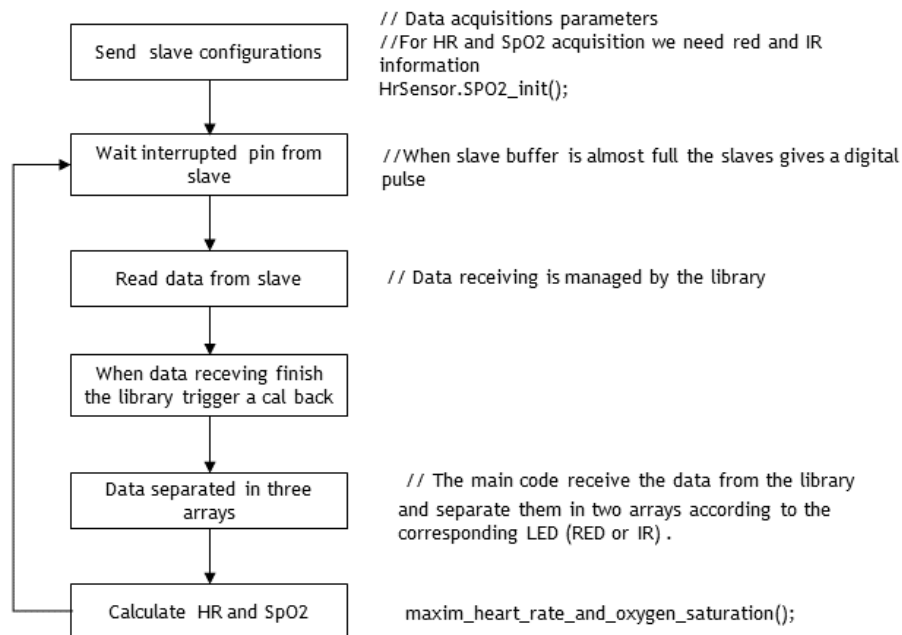 Send slave configurations
// Data acquisitions parameters
//For HR and SpO2 acquisition we need red and IR
information
HrSensor.SPO2_init();
Wait interrupted pin from
slave
//When slave buffer is almost full the slaves gives a digital
pulse
Read data from slave
// Data receiving is managed by the library
When data receving finish
the library trigger a cal back
Data separated in three
arrays
// The main code receive the data from the library
and separate them in two arrays according to the
corresponding LED (RED or IR) .
Calculate HR and SpO2
maxim_heart_rate_and_oxygen_saturation();